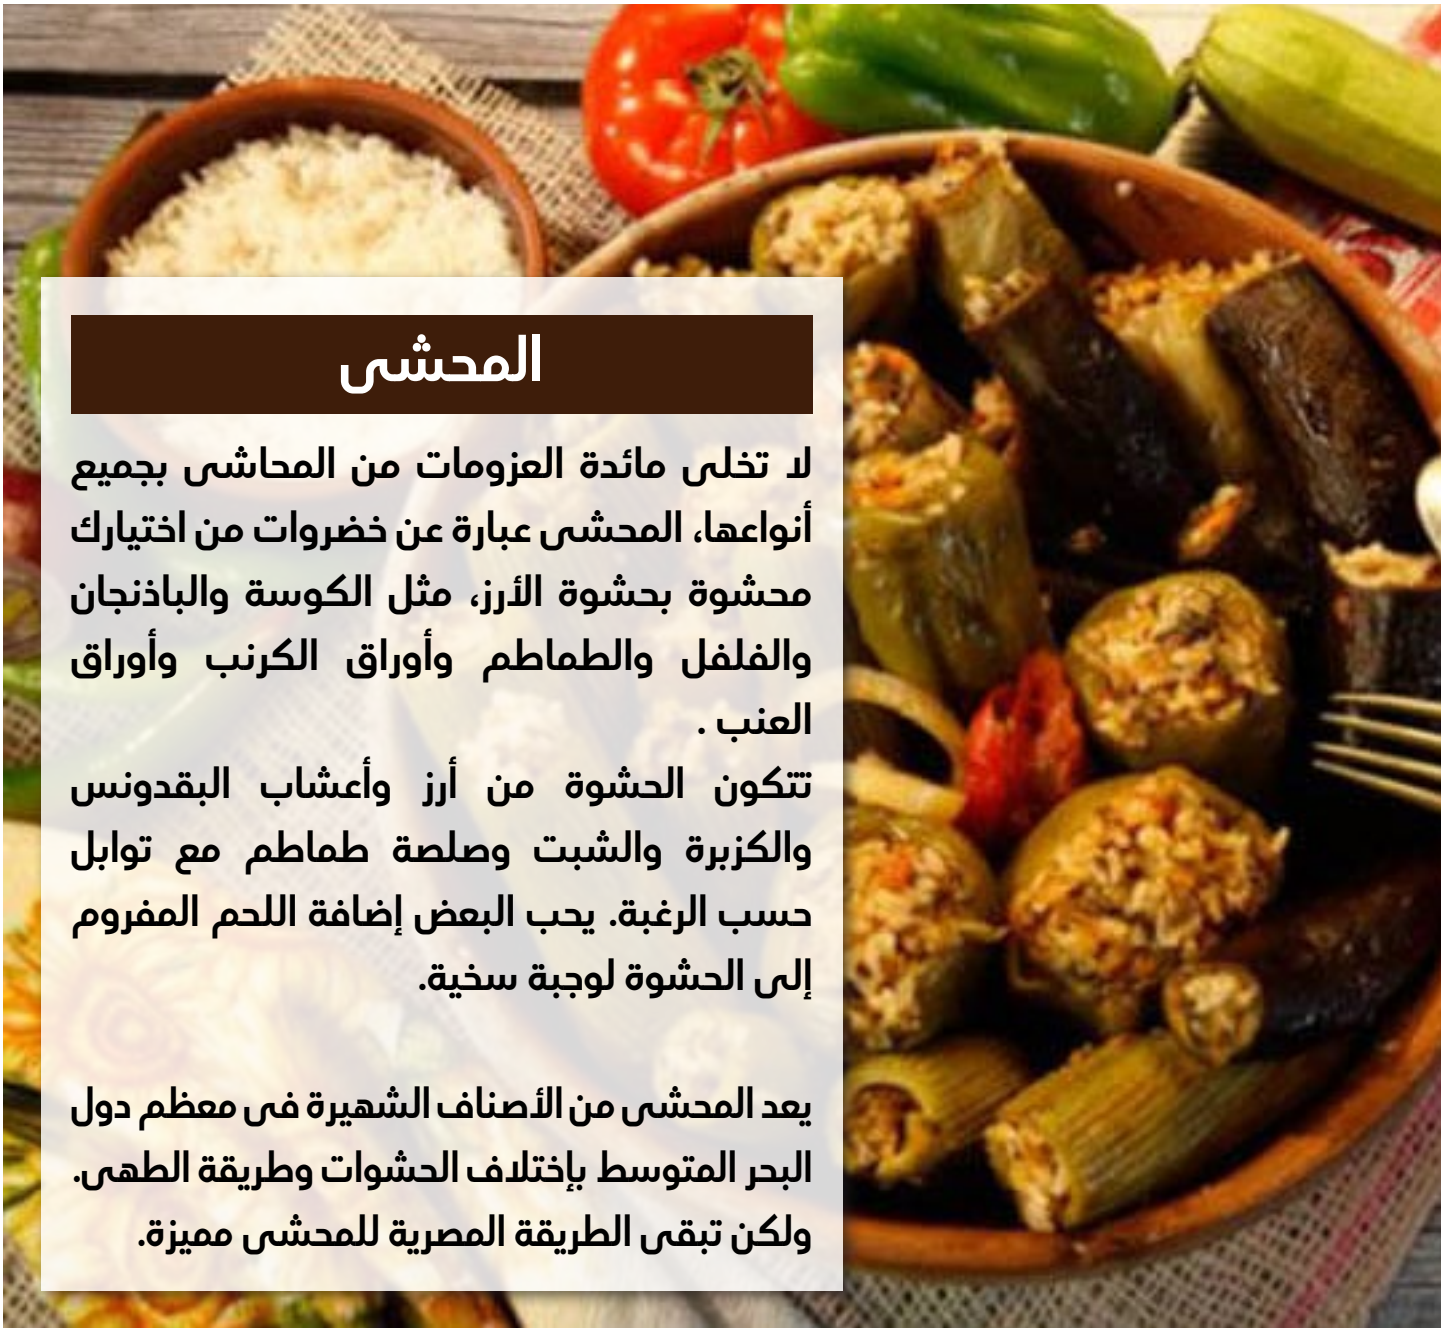 المحشى
لا تخلى مائدة العزومات من المحاشى بجميع
أنواعها، المحشى عبارة عن خضروات من اختيارك
محشوة بحشوة الأرز، مثل الكوسة والباذنجان
والفلفل والطماطم وأوراق الكرنب وأوراق
العنب .
تتكون الحشوة من أرز وأعشاب البقدونس
والكزبرة والشبت وصلصة طماطم مع توابل
حسب الرغبة. يحب البعض إضافة اللحم المفروم
إلى الحشوة لوجبة سخية.
يعد المحشى من الأصناف الشهيرة فى معظم دول
البحر المتوسط بإختلاف الحشوات وطريقة الطهى.
ولكن تبقى الطريقة المصرية للمحشى مميزة.